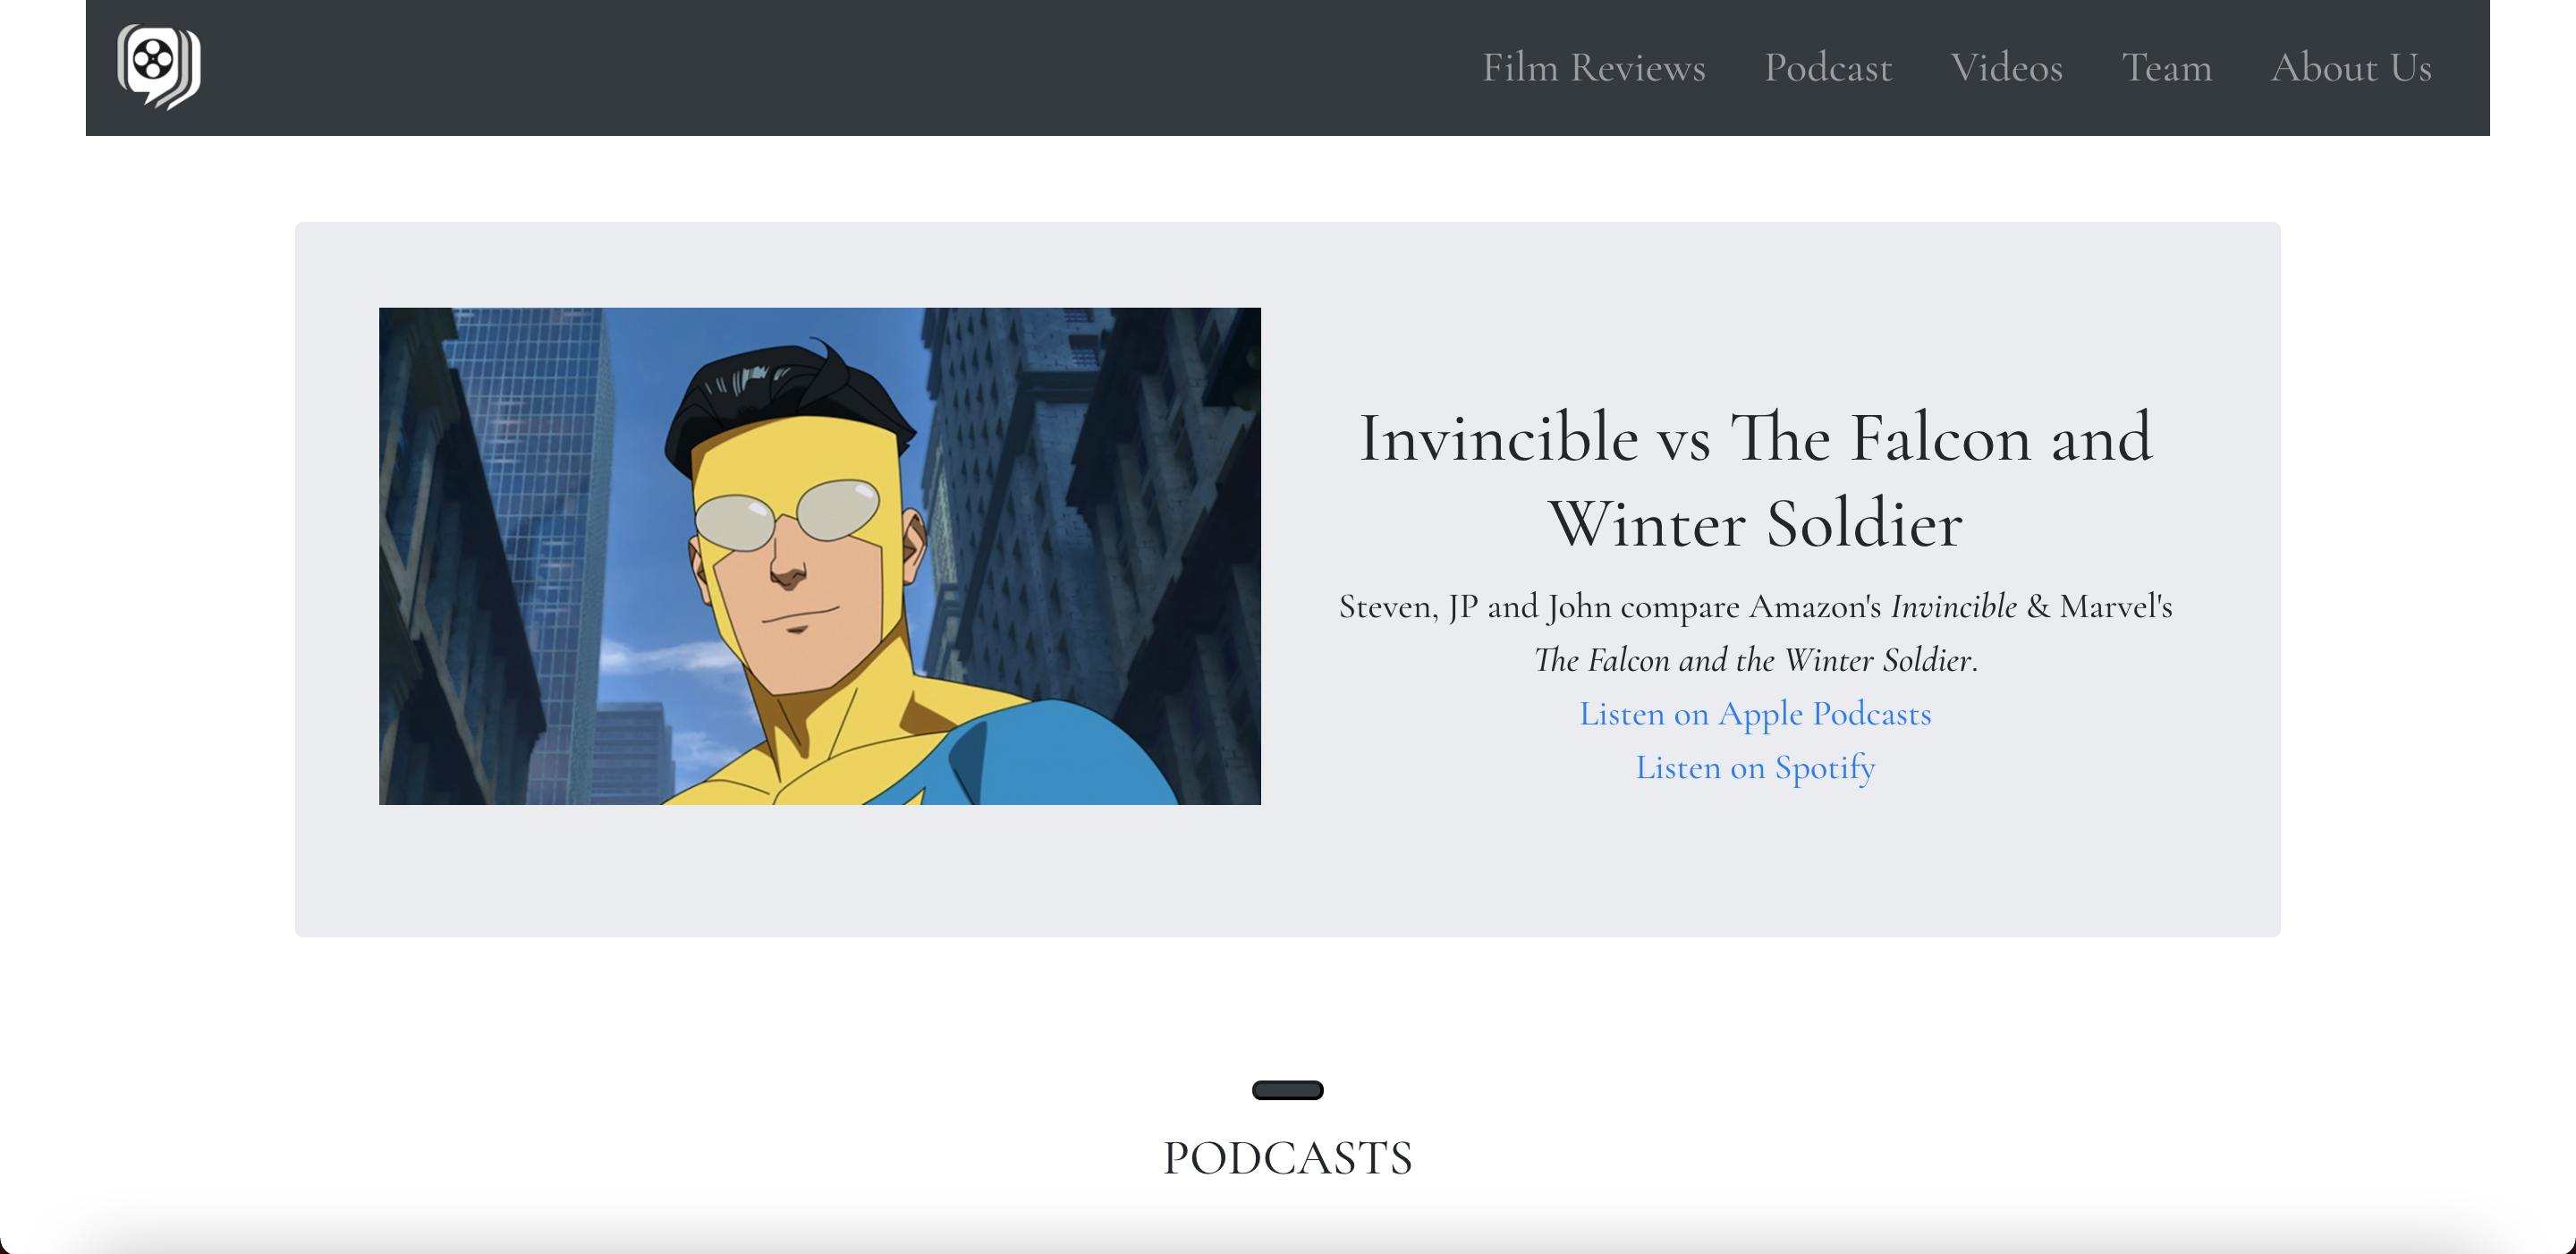 Film Reviews Podcast Videos Team About Us
Invincible vs The Falcon and
Winter Soldier
Steven, JP and John compare Amazon's Invincible & Marvel's
The Falcon and the Winter Soldier.
Listen on Apple Podcasts
Listen on Spotify
PODCASTS